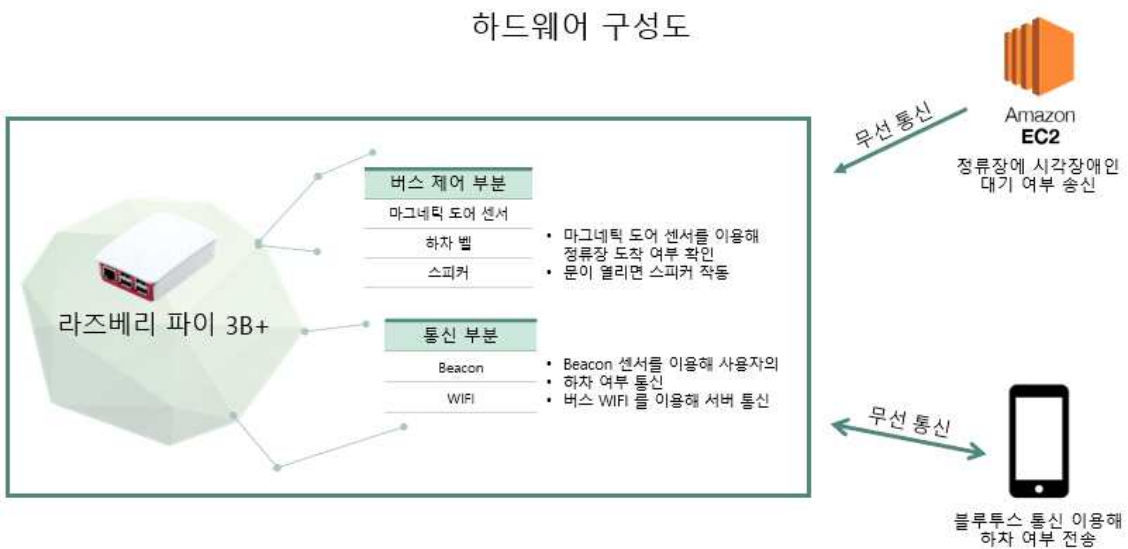 하드웨어 구성도
Amazon
EC2
정류장에 시각장애인
대기 여부 송신
무선 통신
버스 제어 부분
마그네틱 도어 센서
하차 벨
스피커
• 마그네틱 도어 센서를 이용해
정류장 도착 여부 확인
• 문이 열리면 스피커 작동
라즈베리 파이 3B+
통신 부분
Beacon
WIFI
• Beacon 센서를 이용해 사용자의
• 하차 여부 통신
• 버스 WIFI 를 이용해 서버 통신
무선 통신
블루투스 통신 이용해
하차 여부 전송